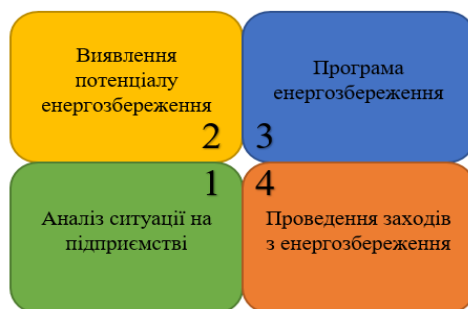 Виявлення
потенціалу
енергозбереження
2
Програма
енергозбереження
3
1
Аналіз ситуації на
підприємстві
4
Проведення заходів
з енергозбереження